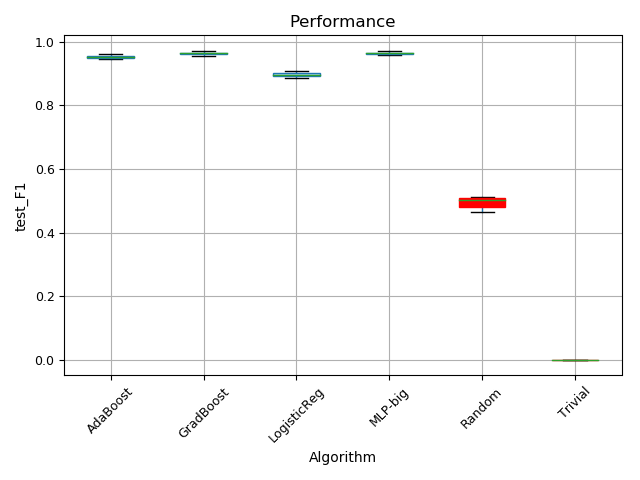 Performance
1.0
0.8
0.6
0.4
0.2
0.0
test_F1
AdaBoost
GradBoost
LogisticReg
MLP-big
Random
Trivial
Algorithm